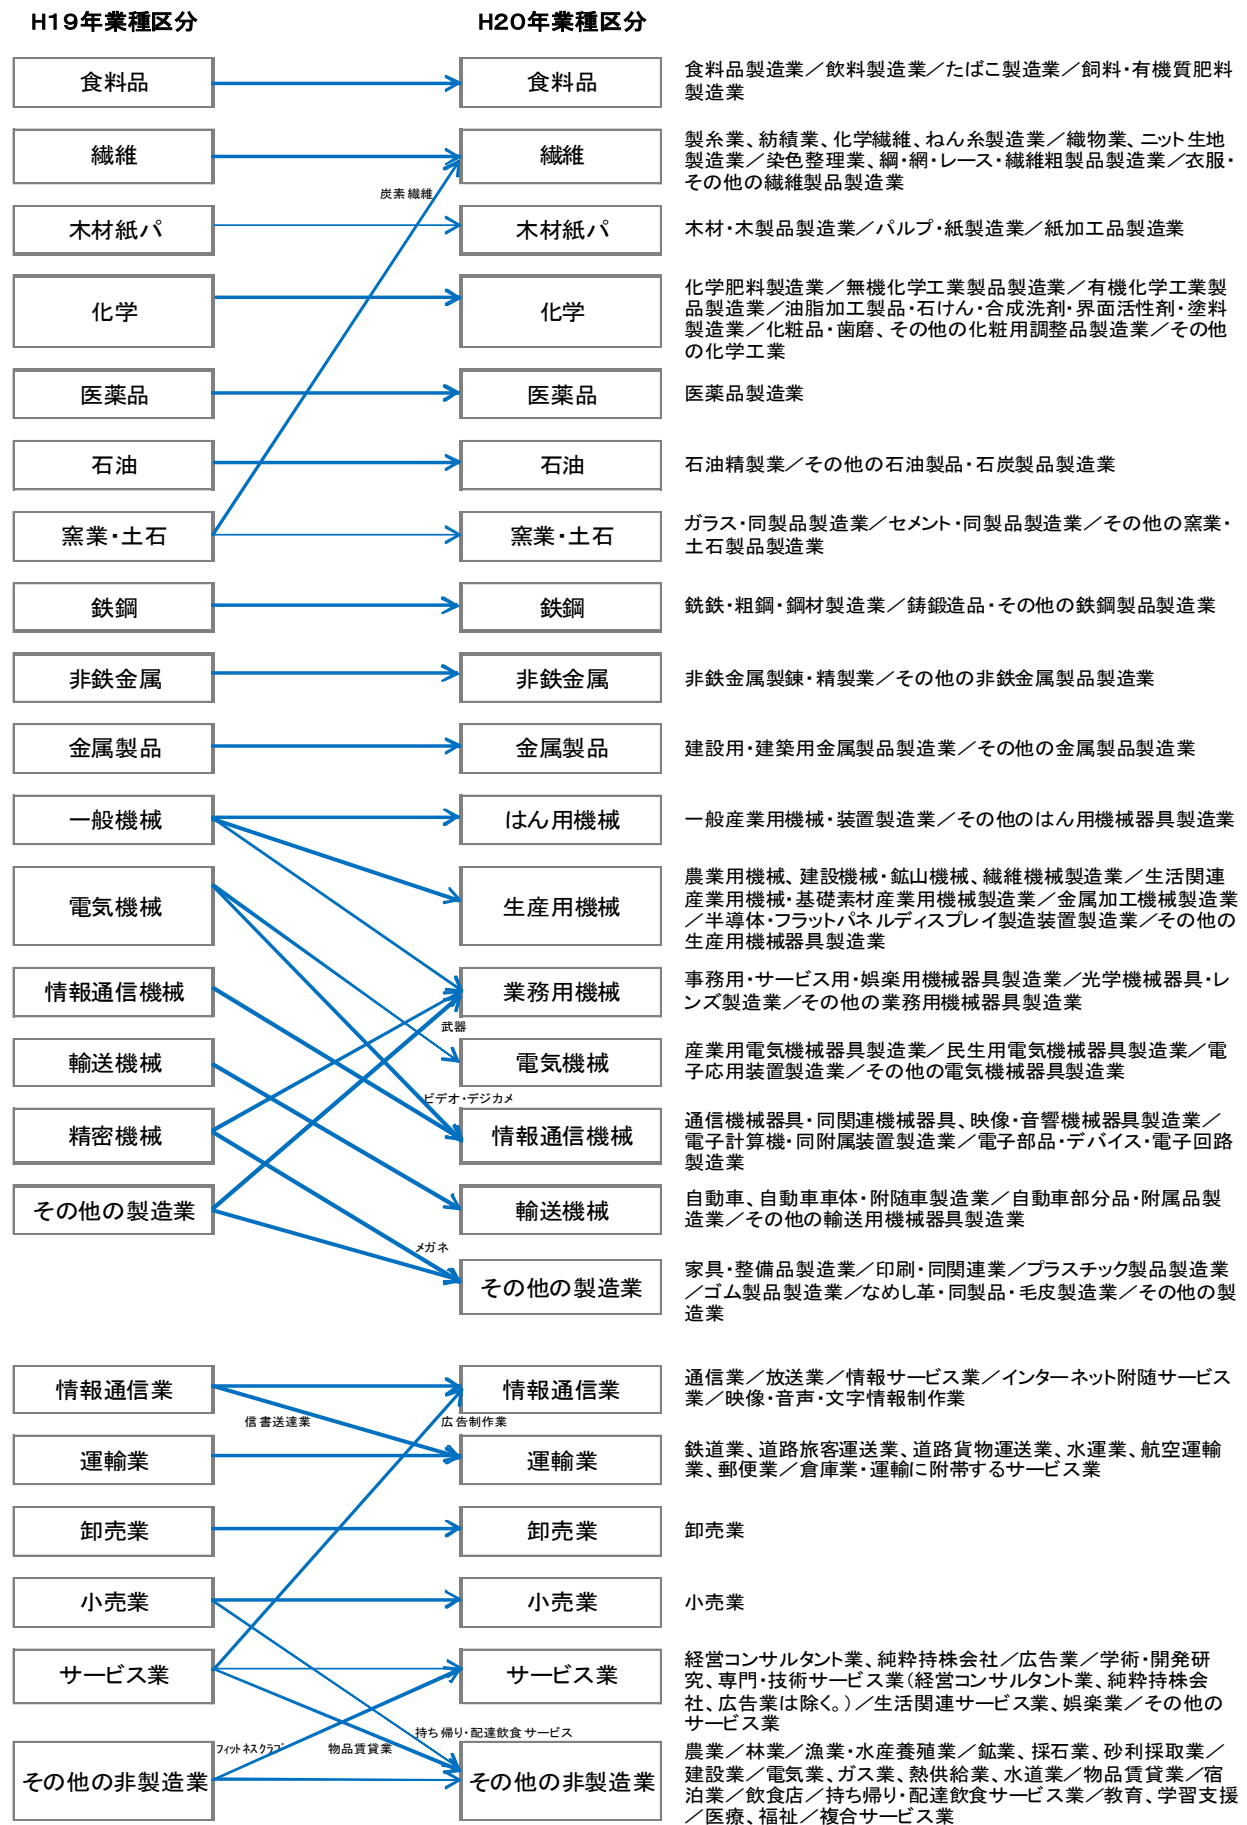 H19年業種区分
H20年業種区分
食料品
食料品
食料品製造業／飲料製造業／たばこ製造業／飼料・有機質肥料
製造業
繊維
繊維
製糸業、紡績業、化学繊維、ねん糸製造業／織物業、ニット生地
製造業／染色整理業、綱・網・レース・繊維粗製品製造業／衣服・
その他の繊維製品製造業
炭素繊維
木材紙パ
木材紙パ
木材・木製品製造業／パルプ・紙製造業／紙加工品製造業
化学
化学
化学肥料製造業／無機化学工業製品製造業／有機化学工業製
品製造業／油脂加工製品・石けん・合成洗剤・界面活性剤・塗料
製造業／化粧品・歯磨、その他の化粧用調整品製造業／その他
の化学工業
医薬品
医薬品
医薬品製造業
石油
石油
石油精製業／その他の石油製品・石炭製品製造業
窯業・土石
窯業・土石
ガラス・同製品製造業／セメント・同製品製造業／その他の窯業・
土石製品製造業
鉄鋼
鉄鋼
銑鉄・粗鋼・鋼材製造業／鋳鍛造品・その他の鉄鋼製品製造業
非鉄金属
非鉄金属
非鉄金属製錬・精製業／その他の非鉄金属製品製造業
金属製品
金属製品
建設用・建築用金属製品製造業／その他の金属製品製造業
一般機械
はん用機械
一般産業用機械・装置製造業／その他のはん用機械器具製造業
電気機械
生産用機械
農業用機械、建設機械・鉱山機械、繊維機械製造業／生活関連
産業用機械・基礎素材産業用機械製造業／金属加工機械製造業
／半導体・フラットパネルディスプレイ製造装置製造業／その他の
生産用機械器具製造業
情報通信機械
業務用機械
事務用・サービス用・娯楽用機械器具製造業／光学機械器具・レ
ンズ製造業／その他の業務用機械器具製造業
武器
輸送機械
電気機械
産業用電気機械器具製造業／民生用電気機械器具製造業／電
子応用装置製造業／その他の電気機械器具製造業
ビデオ・デジカメ
精密機械
情報通信機械
通信機械器具・同関連機械器具、映像・音響機械器具製造業／
電子計算機・同附属装置製造業／電子部品・デバイス・電子回路
製造業
その他の製造業
輸送機械
自動車、自動車車体・附随車製造業／自動車部分品・附属品製
造業／その他の輸送用機械器具製造業
メガネ
その他の製造業
家具・整備品製造業／印刷・同関連業／プラスチック製品製造業
／ゴム製品製造業／なめし革・同製品・毛皮製造業／その他の製
造業
情報通信業
情報通信業
通信業／放送業／情報サービス業／インターネット附随サービス
業／映像・音声・文字情報制作業
信書送達業
広告制作業
運輸業
運輸業
鉄道業、道路旅客運送業、道路貨物運送業、水運業、航空運輸
業、郵便業／倉庫業・運輸に附帯するサービス業
卸売業
卸売業
卸売業
小売業
小売業
小売業
サービス業
サービス業
経営コンサルタント業、純粋持株会社／広告業／学術・開発研
究、専門・技術サービス業（経営コンサルタント業、純粋持株会
社、広告業は除く。）／生活関連サービス業、娯楽業／その他の
サービス業
持ち帰り・配達飲食サービス
フィットネスクラブ
物品賃貸業
その他の非製造業
その他の非製造業
農業／林業／漁業・水産養殖業／鉱業、採石業、砂利採取業／
建設業／電気業、ガス業、熱供給業、水道業／物品賃貸業／宿
泊業／飲食店／持ち帰り・配達飲食サービス業／教育、学習支援
／医療、福祉／複合サービス業